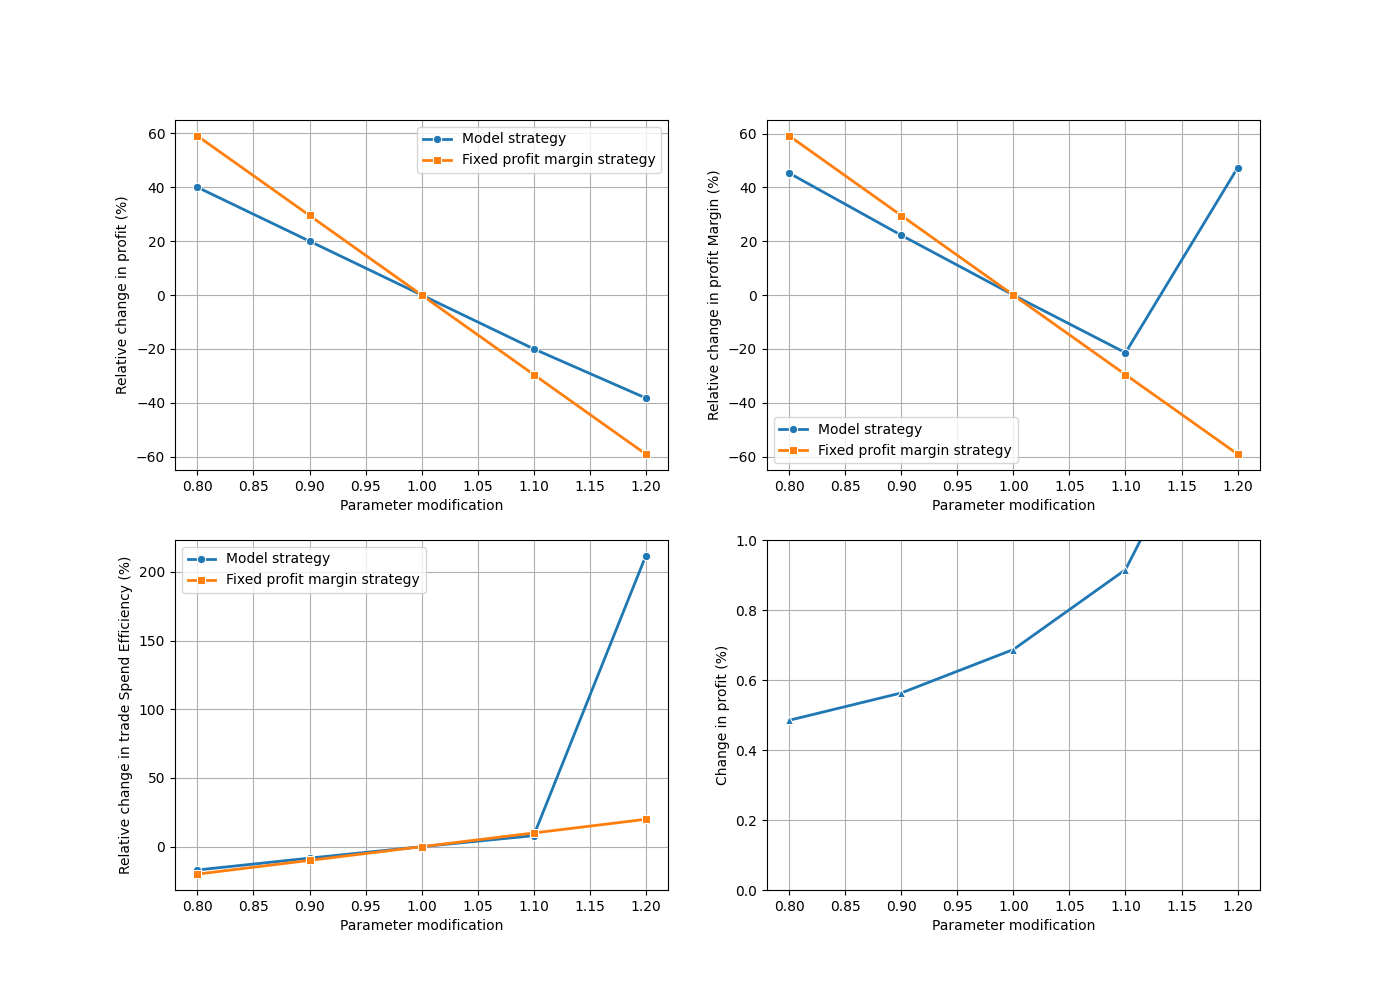 Relative change in profit (%)
60
40
20
0
−20
−40
−60
Model strategy
Fixed profit margin strategy
0.80 0.85 0.90 0.95 1.00 1.05 1.10 1.15 1.20
Parameter modification
Relative change in profit Margin (%)
60
40
20
0
−20
−40
−60
Model strategy
Fixed profit margin strategy
0.80 0.85 0.90 0.95 1.00 1.05 1.10 1.15 1.20
Parameter modification
Relative change in trade Spend Efficiency (%)
200
150
100
50
0
Model strategy
Fixed profit margin strategy
0.80 0.85 0.90 0.95 1.00 1.05 1.10 1.15 1.20
Parameter modification
Change in profit (%)
1.0
0.8
0.6
0.4
0.2
0.0
0.80 0.85 0.90 0.95 1.00 1.05 1.10 1.15 1.20
Parameter modification